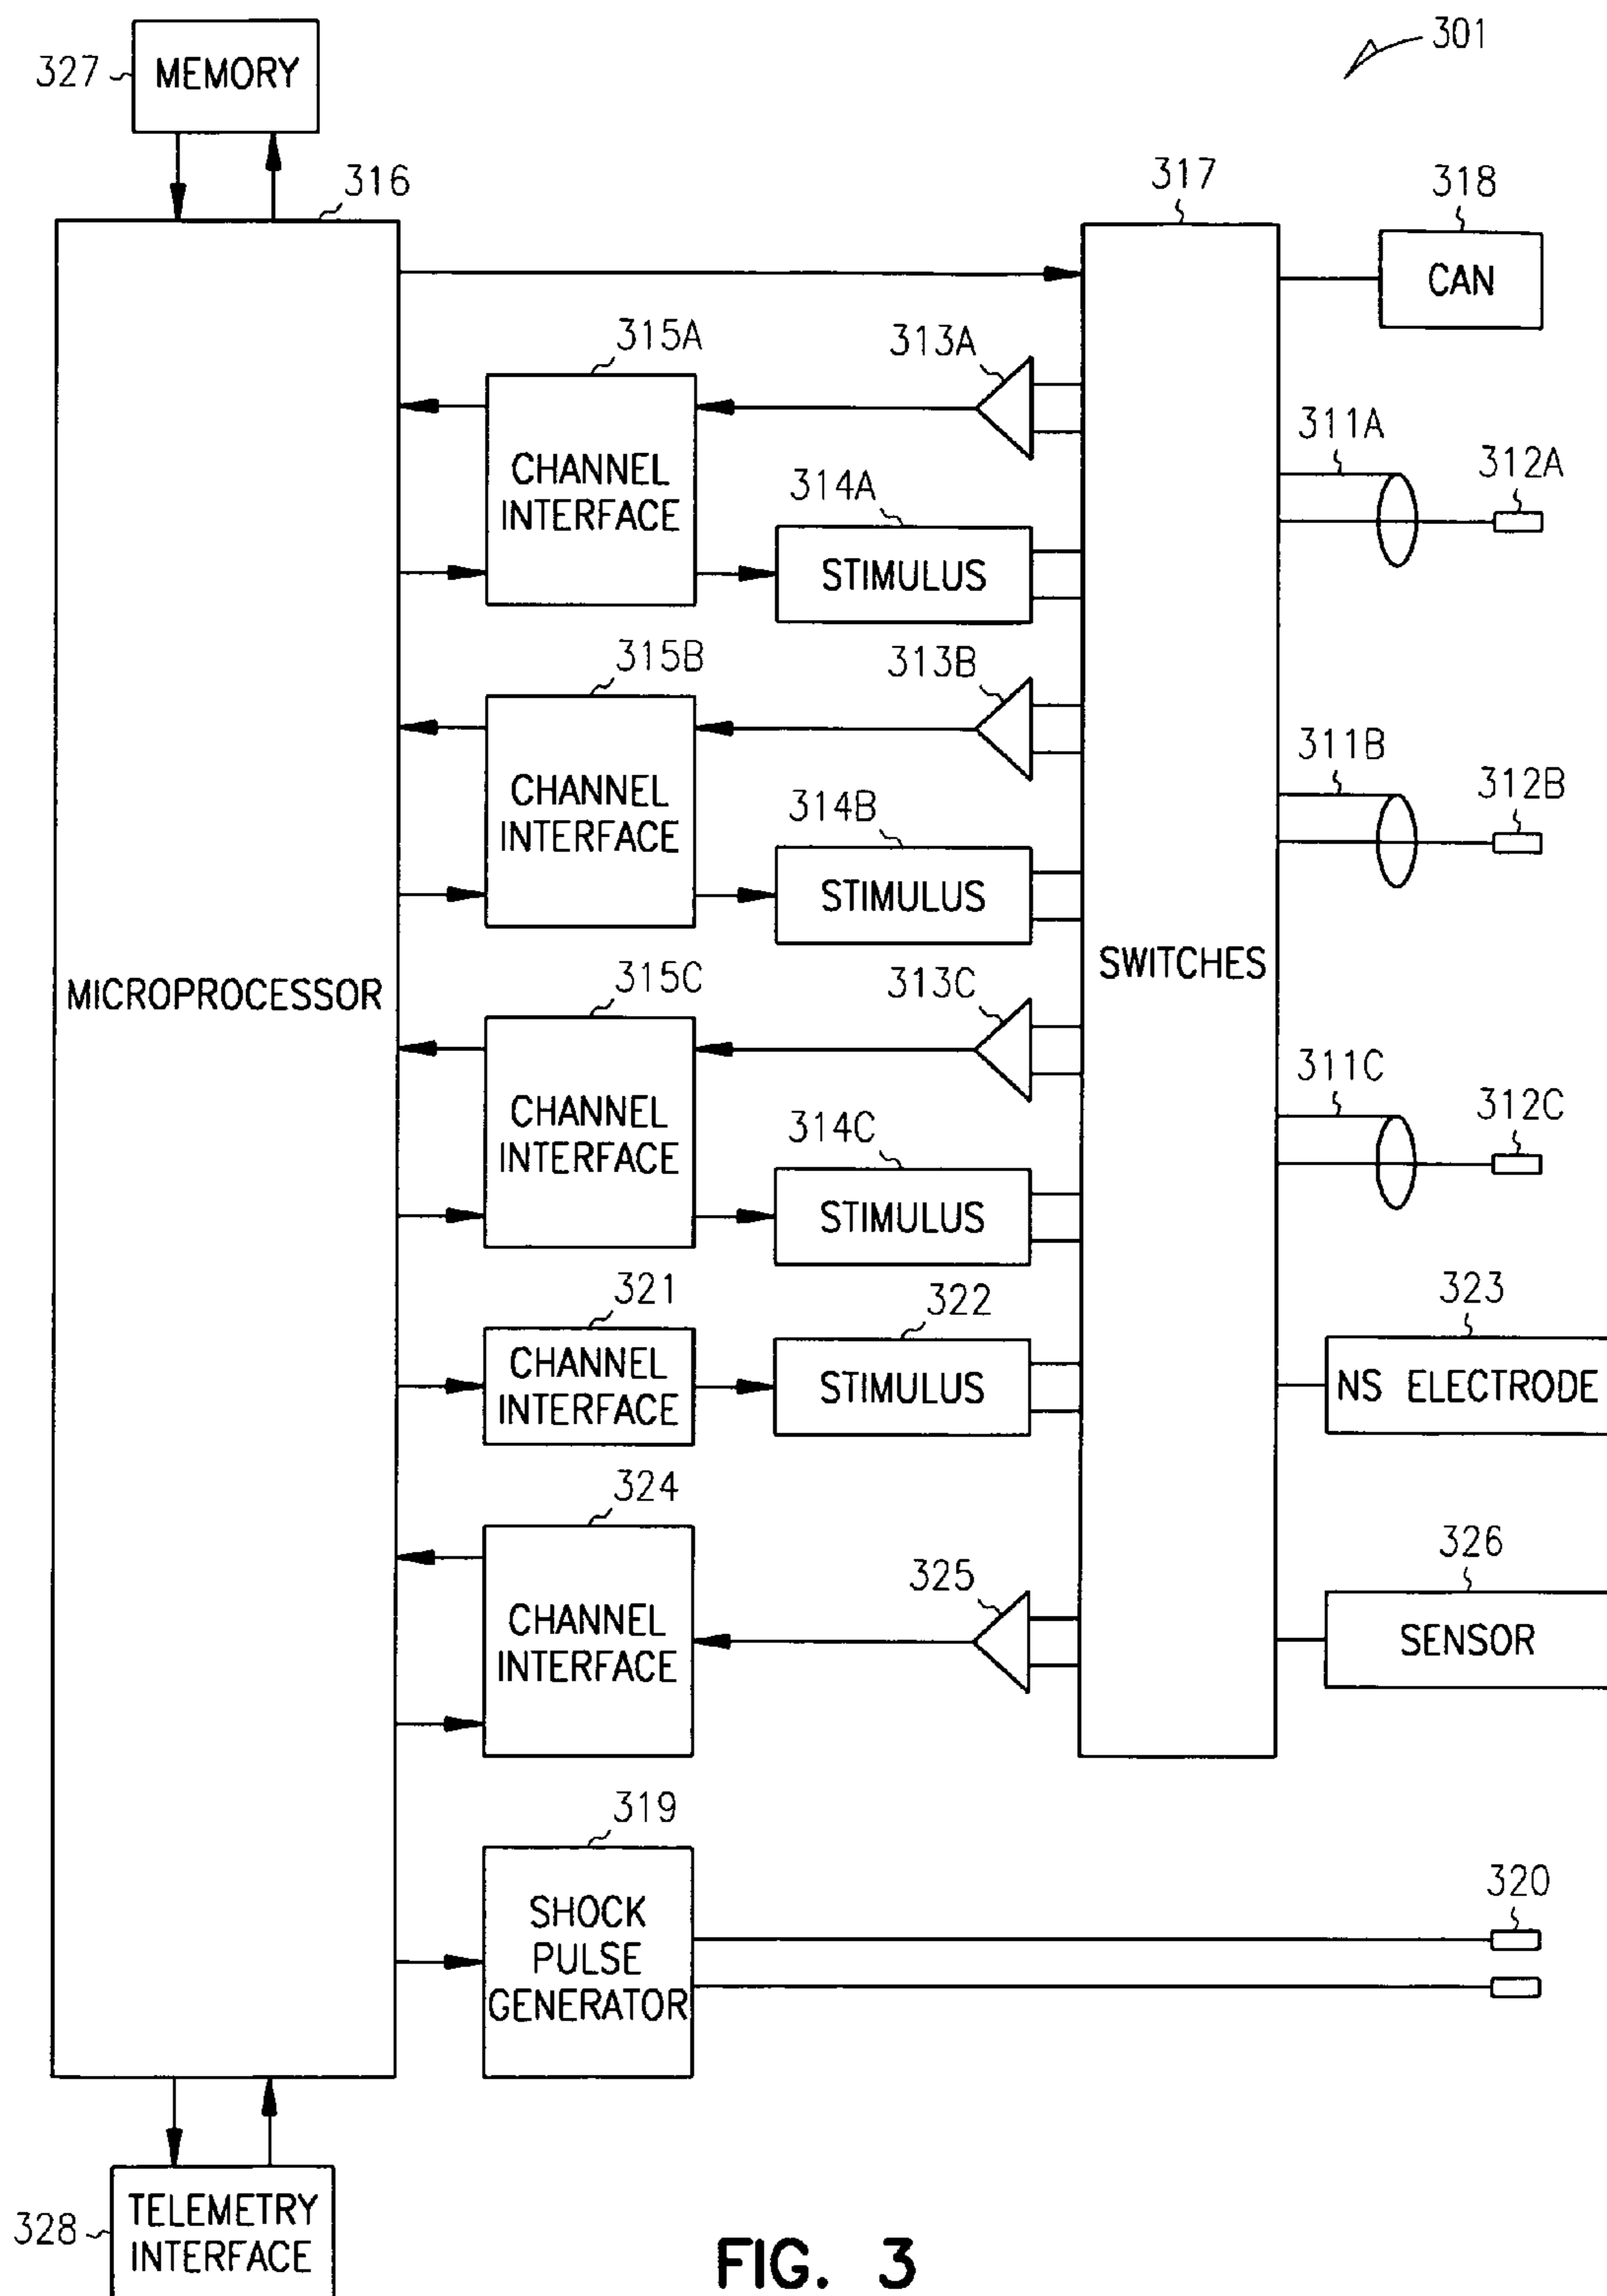 301
327
MEMORY
316
317
318
CAN
315A
313A
311A
312A
CHANNEL
INTERFACE
314A
STIMULUS
315B
313B
311B
312B
CHANNEL
INTERFACE
314B
STIMULUS
MICROPROCESSOR
SWITCHES
315C
313C
311C
312C
CHANNEL
INTERFACE
314C
STIMULUS
321
322
323
CHANNEL
INTERFACE
STIMULUS
NS ELECTRODE
324
325
326
CHANNEL
INTERFACE
SENSOR
319
320
SHOCK
PULSE
GENERATOR
328
TELEMETRY
INTERFACE
FIG. 3